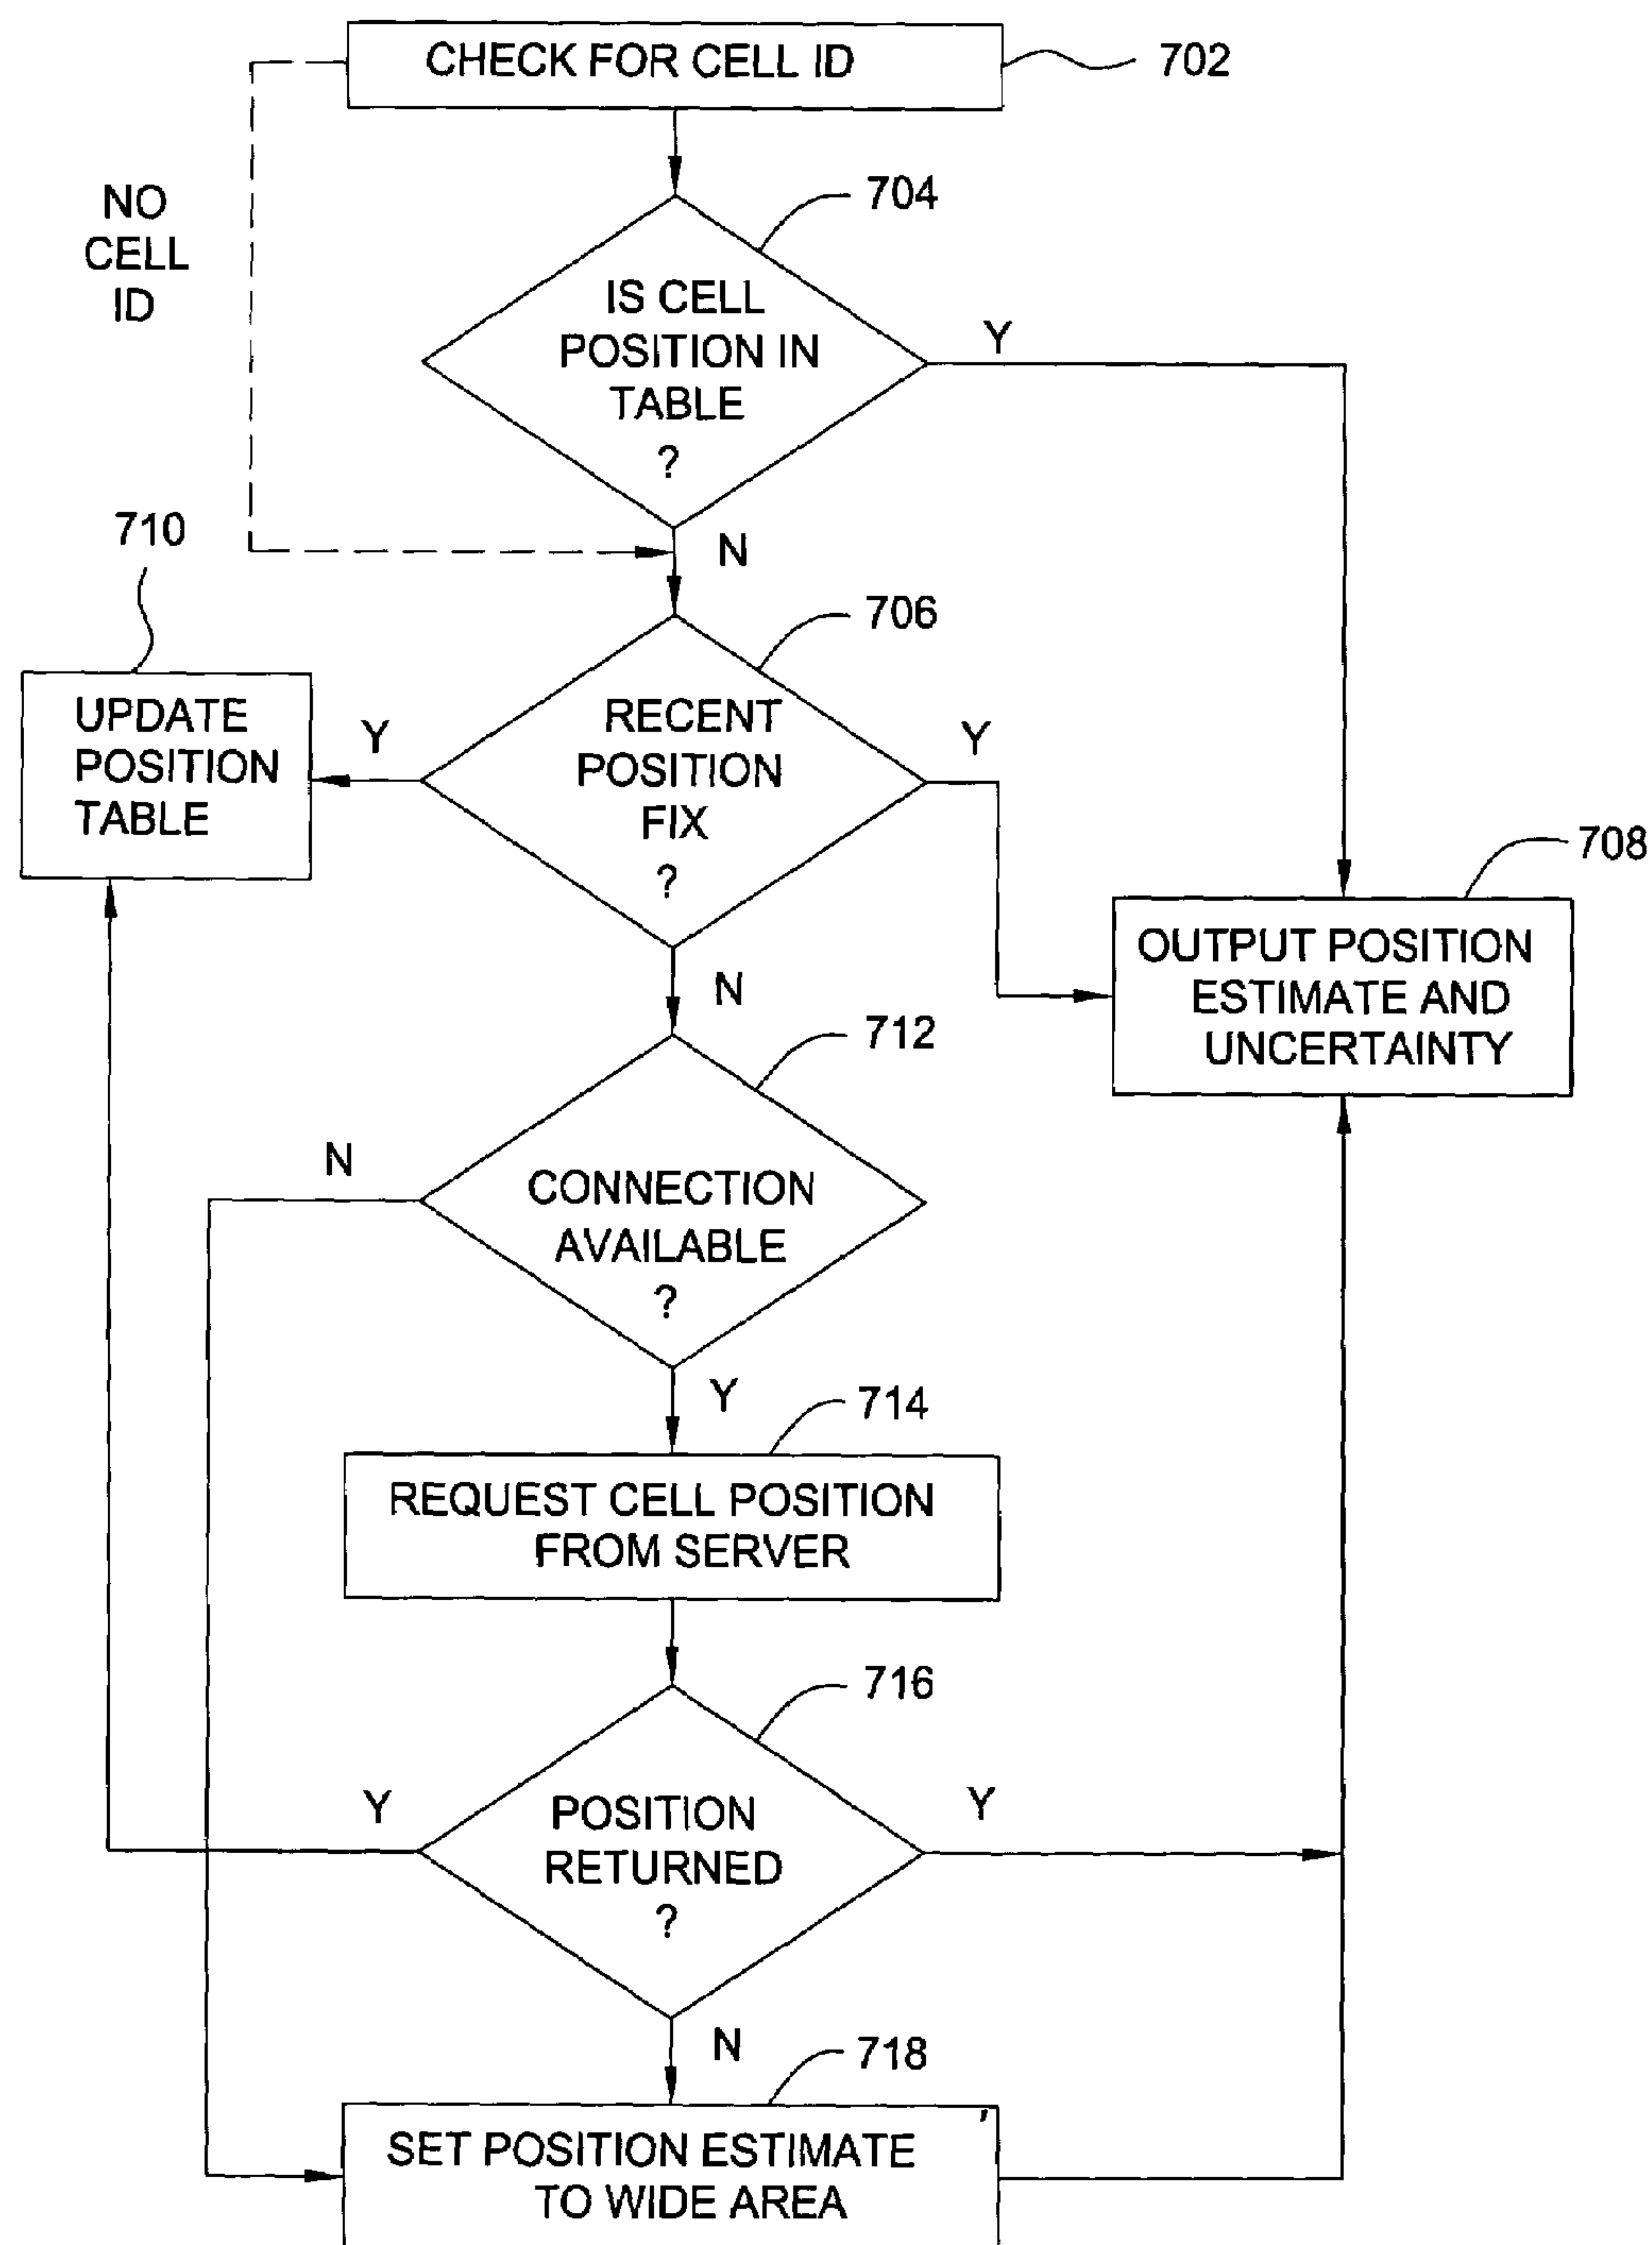 CHECK FOR CELL ID
702
NO
CELL
ID
704
IS CELL
POSITION IN
TABLE
?
Y
N
710
706
UPDATE
POSITION
TABLE
Y
RECENT
POSITION
FIX
?
Y
708
OUTPUT POSITION
ESTIMATE AND
UNCERTAINTY
N
712
N
CONNECTION
AVAILABLE
?
Y
714
REQUEST CELL POSITION
FROM SERVER
716
Y
POSITION
RETURNED
?
Y
N
718
SET POSITION ESTIMATE
TO WIDE AREA